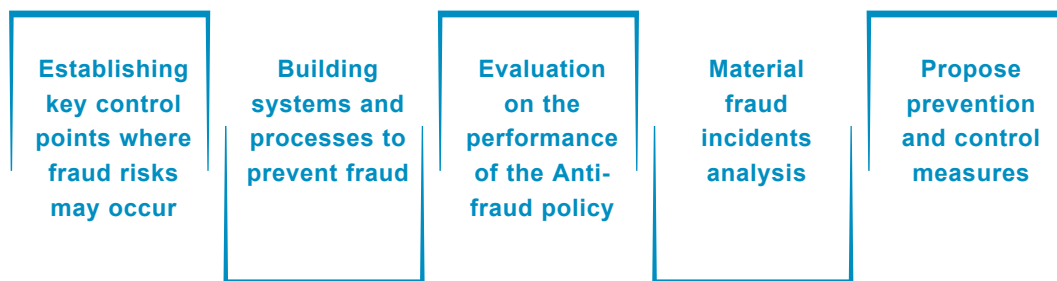 Establishing
key control
points where
fraud risks
may occur
Building
systems and
processes to
prevent fraud
Evaluation
on the
performance
of the Anti-
fraud policy
Material
fraud
incidents
analysis
Propose
prevention
and control
measures